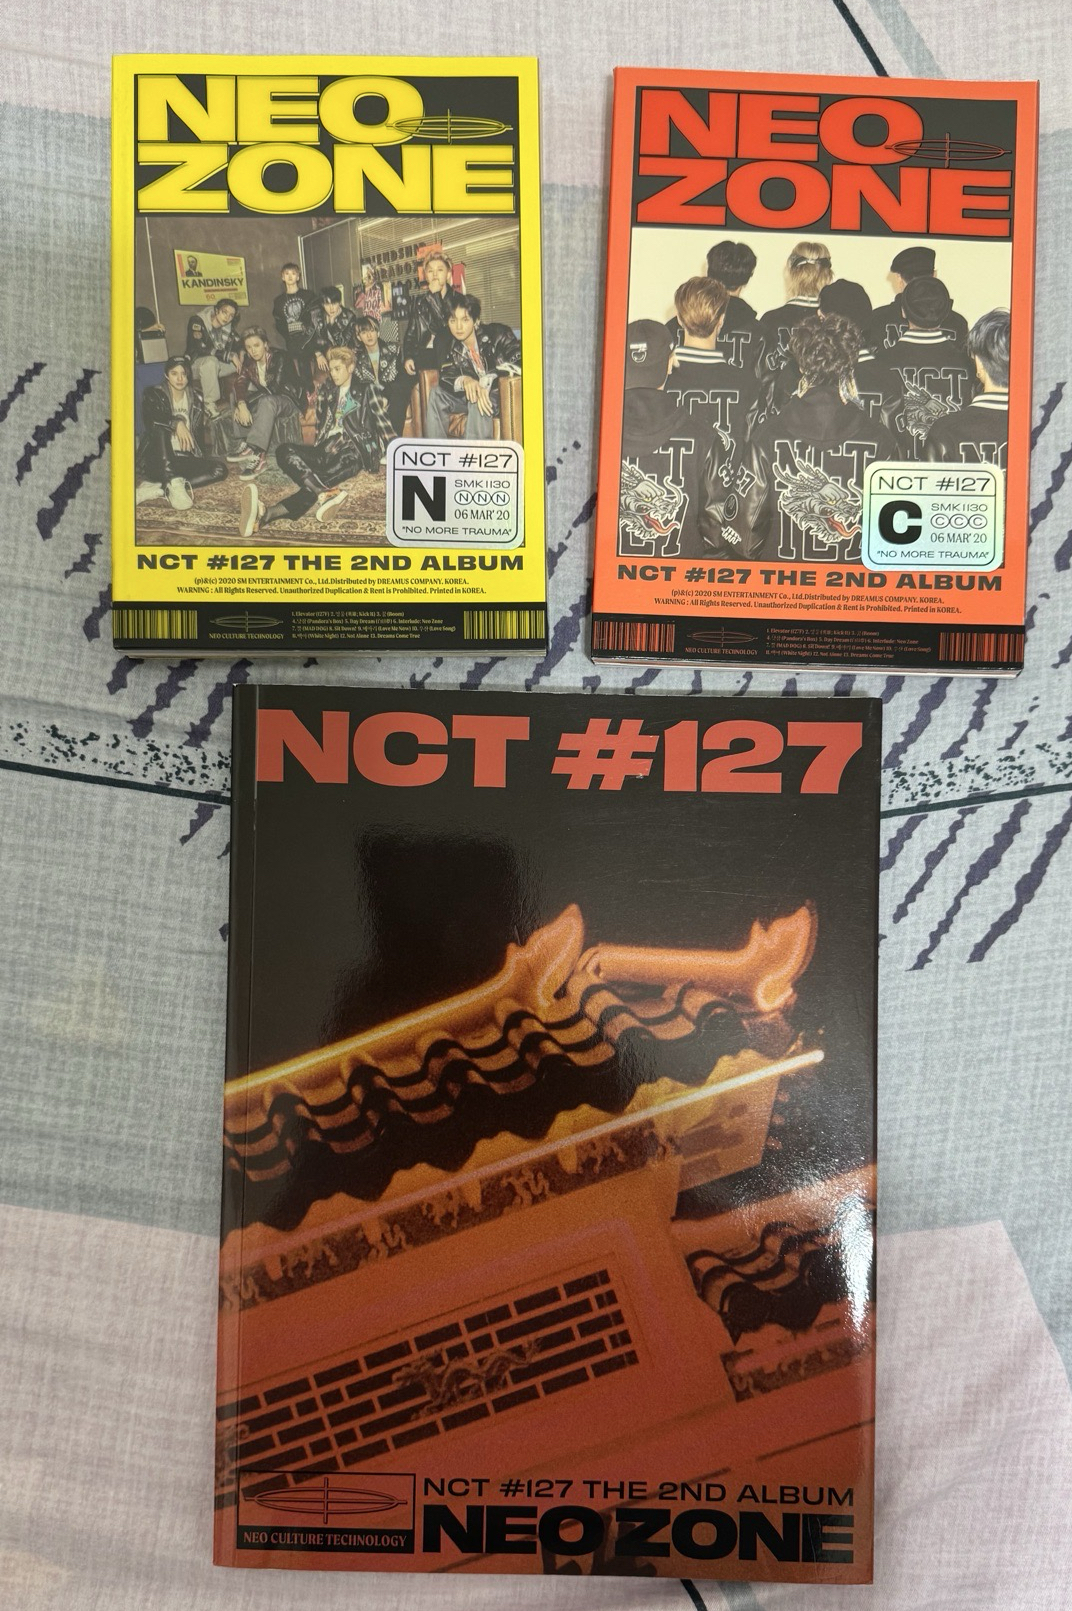 NEO
ZONE
KANDINSKY
NCT #127
N
SMK1130
NNN
06 MAR' 20
"NO MORE TRAUMA"
NCT #127 THE 2ND ALBUM
(p)&(c) 2020 SM ENTERTAINMENT Co., Ltd.Distributed by DREAMUS COMPANY. KOREA.
WARNING : All Rights Reserved. Unauthorized Duplication & Rent is Prohibited. Printed in KOREA.
NEO CULTURE TECHNOLOGY
NEO
ZONE
NCT
NCT
NCT #127
C
SMK1130
CCC
06 MAR' 20
"NO MORE TRAUMA"
NCT #127 THE 2ND ALBUM
(p)&(c) 2020 SM ENTERTAINMENT Co., Ltd.Distributed by DREAMUS COMPANY. KOREA.
WARNING : All Rights Reserved. Unauthorized Duplication & Rent is Prohibited. Printed in KOREA.
NEO CULTURE TECHNOLOGY
NCT #127
NCT #127 THE 2ND ALBUM
NEO ZONE
NEO CULTURE TECHNOLOGY